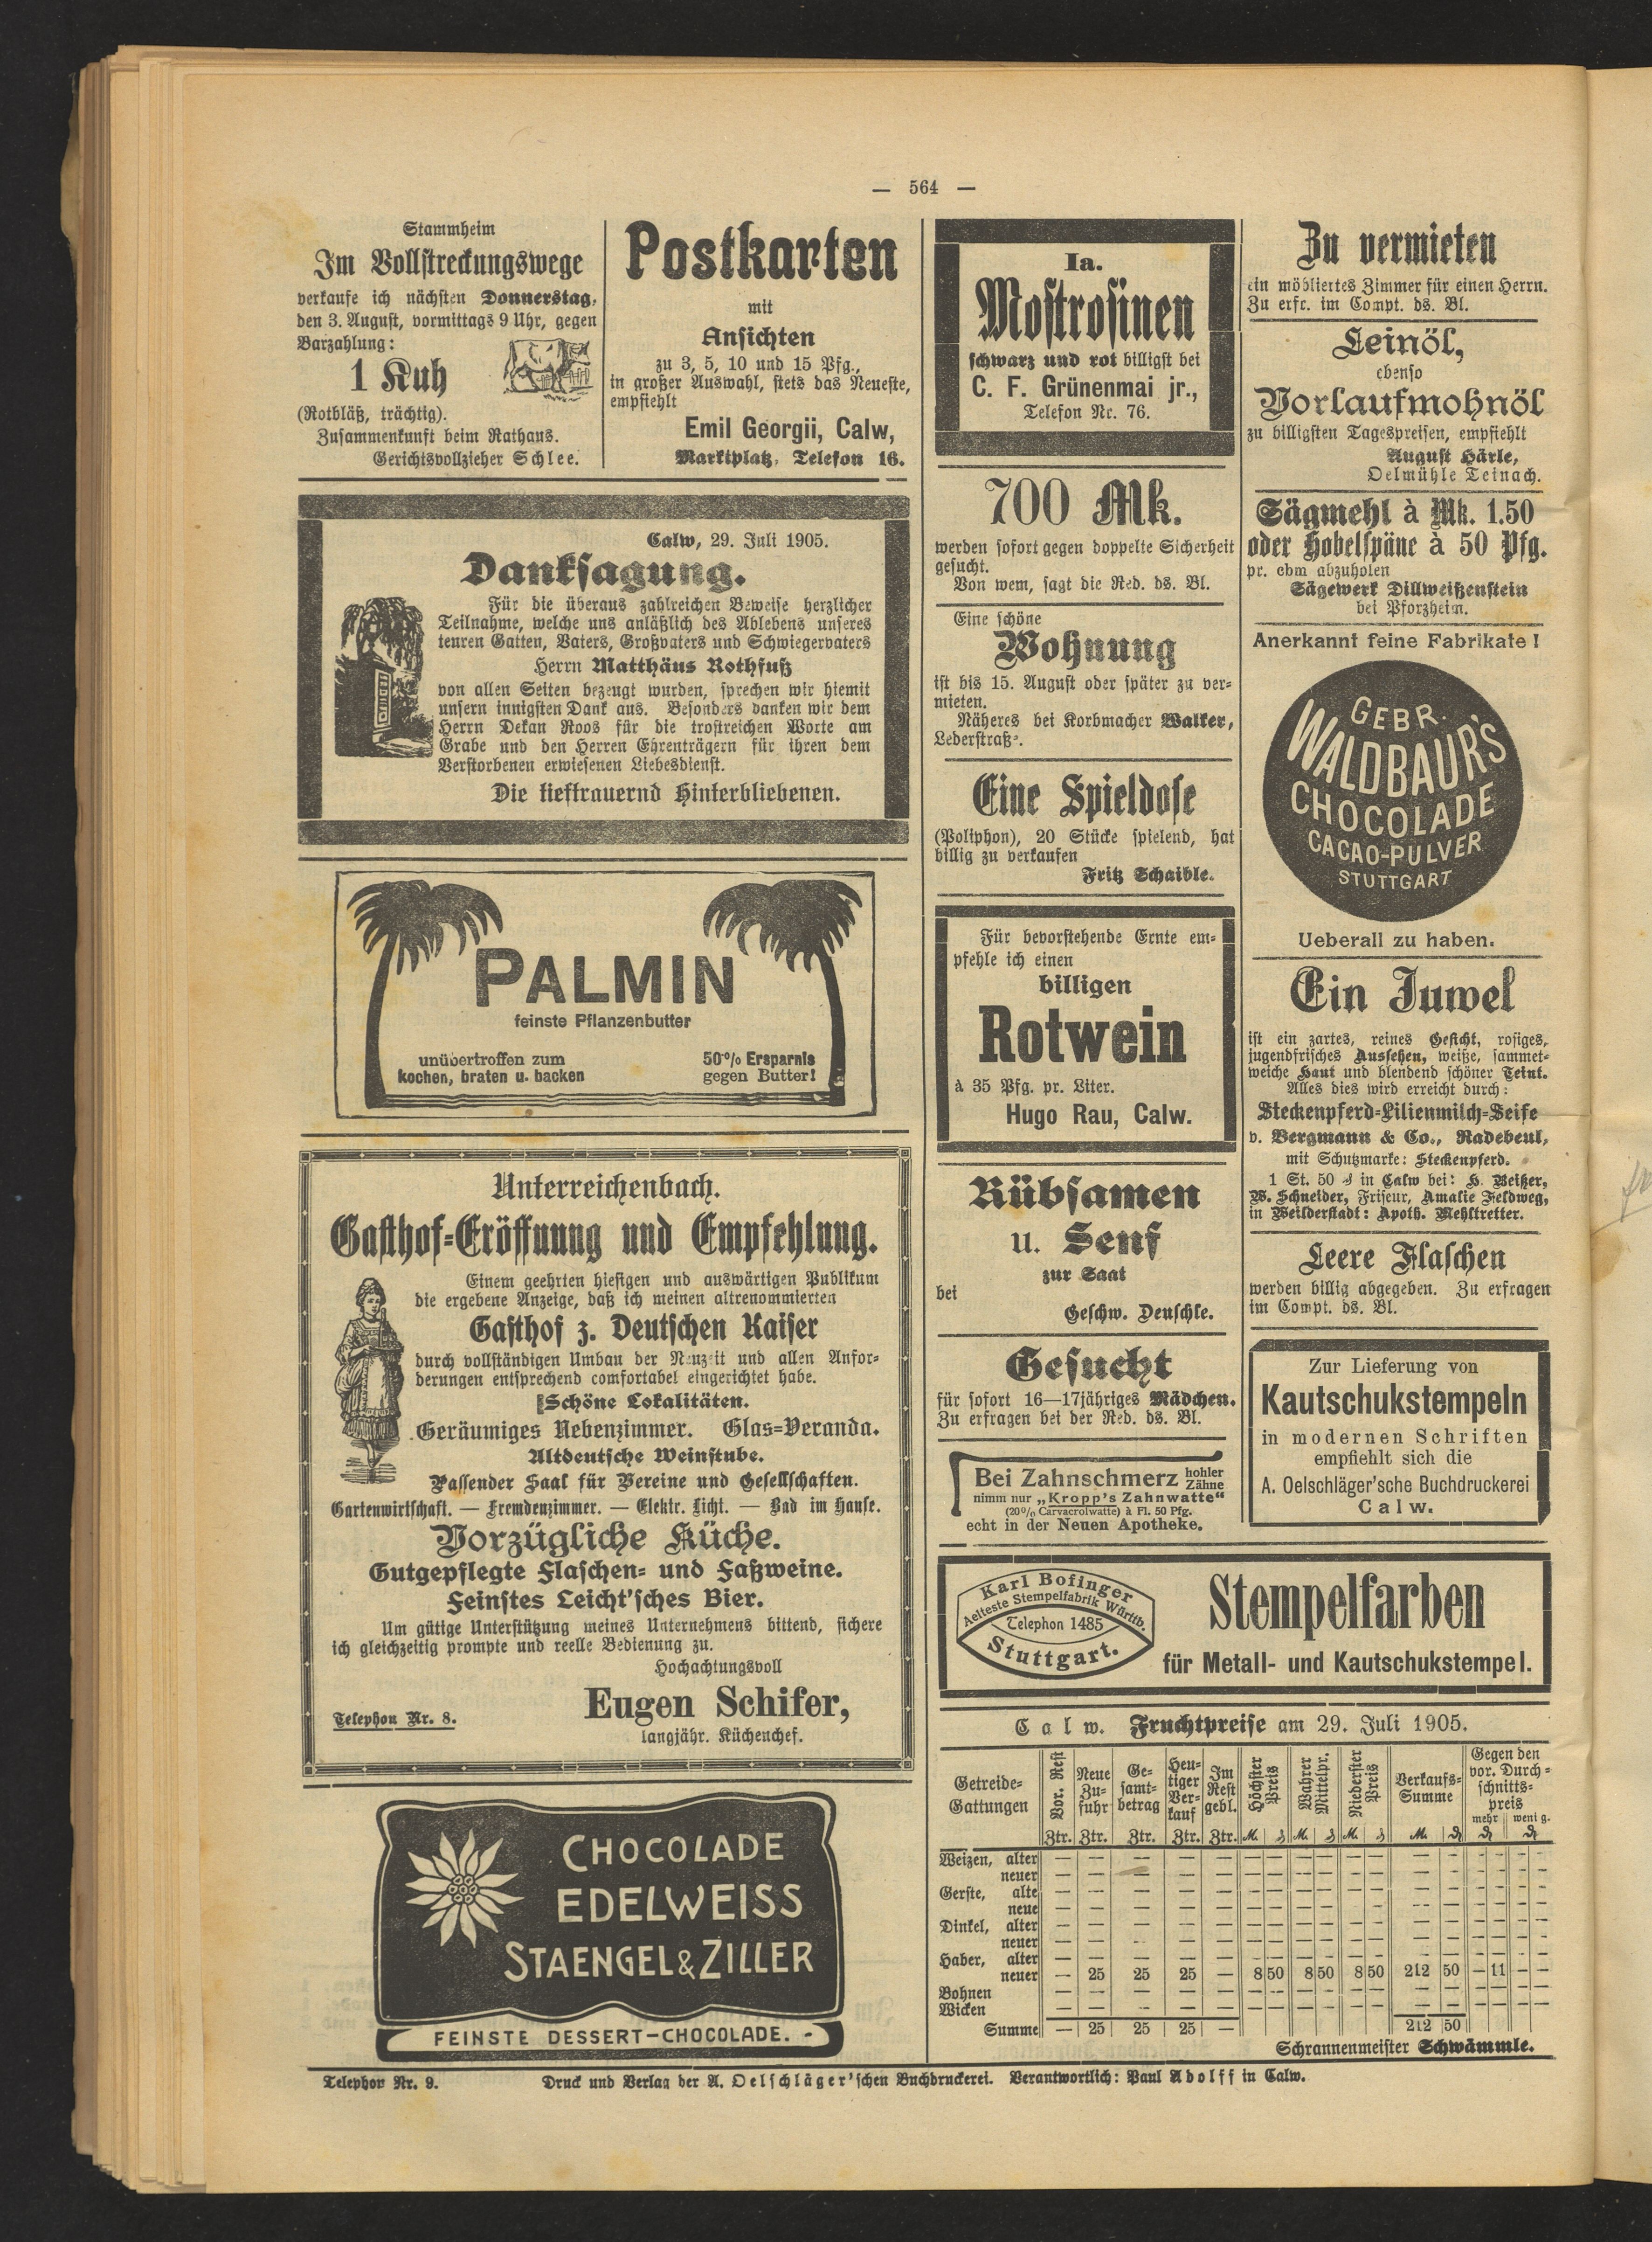 — 564 —
Stammheim
Im Vollstreckungswege
verkaufe ich nächsten Donnerstag,
den 3. August, vormittags 9 Uhr, gegen
Barzahlung:
1 Kuh
(Rotbläß, trächtig).
Zusammenkunft beim Rathaus.
Gerichtsvollzieher Schlee.
Postkarten
mit
Ansichten
zu 3, 5, 10 und 15 Pfg.,
in großer Auswahl, stets das Neueste,
empfiehlt
Emil Georgii, Calw,
Marktplatz, Telefon 16.
Calw, 29. Juli 1905.
Danksagung.
Für die überaus zahlreichen Beweise herzlicher
Teilnahme, welche uns anläßlich des Ablebens unseres
teuren Gatten, Vaters, Großvaters und Schwiegervaters
Herrn Matthäus Rothfuß
von allen Seiten bezeugt wurden, sprechen wir hiemit
unsern innigsten Dank aus. Besonders danken wir dem
Herrn Dekan Roos für die trostreichen Worte am
Grabe und den Herren Ehrenträgern für ihren dem
Verstorbenen erwiesenen Liebesdienst.
Die tieftrauernd Hinterbliebenen.
PALMIN
feinste Pflanzenbutter
unübertroffen zum
kochen, braten u. backen
50% Ersparnis
gegen Butter!
Unterreichenbach.
Gasthof-Eröffnung und Empfehlung.
Einem geehrten hiesigen und auswärtigen Publikum
die ergebene Anzeige, daß ich meinen altrenommierten
Gasthof z. Deutschen Kaiser
durch vollständigen Umbau der Neuzeit und allen Anfor-
derungen entsprechend comfortabel eingerichtet habe.
Schöne Lokalitäten.
Geräumiges Nebenzimmer. Glas-Veranda.
Altdeutsche Weinstube.
Passender Saal für Vereine und Gesellschaften.
Gartenwirtschaft. — Fremdenzimmer. — Elektr. Licht. — Bad im Hause.
Vorzügliche Küche.
Gutgepflegte Flaschen- und Faßweine.
Feinstes Leicht'sches Bier.
Um gütige Unterstützung meines Unternehmens bittend, sichere
ich gleichzeitig prompte und reelle Bedienung zu.
Hochachtungsvoll
Eugen Schifer,
Telephon Nr. 8.
langjähr. Küchenchef.
CHOCOLADE
EDELWEISS
STAENGEL & ZILLER
FEINSTE DESSERT-CHOCOLADE. -
Ia.
Mostrosinen
schwarz und rot billigst bei
C. F. Grünenmai jr.,
Telefon Nr. 76.
700 Mk.
werden sofort gegen doppelte Sicherheit
gesucht.
Von wem, sagt die Red. ds. Bl.
Eine schöne
Wohnung
ist bis 15. August oder später zu ver-
mieten.
Näheres bei Korbmacher Walker,
Lederstraße.
Eine Spieldose
(Poliphon), 20 Stücke spielend, hat
billig zu verkaufen
Fritz Schaible.
Für bevorstehende Ernte em-
pfehle ich einen
billigen
Rotwein
à 35 Pfg. pr. Liter.
Hugo Rau, Calw.
Rübsamen
u. Senf
zur Saat
bei
Geschw. Deuschle.
Gesucht
für sofort 16—17jähriges Mädchen.
Zu erfragen bei der Red. ds. Bl.
Bei Zahnschmerz hohler Zähne
nimm nur „Kropp's Zahnwatte“
(20% Carvacrolwatte) à Fl. 50 Pfg.
echt in der Neuen Apotheke.
Zu vermieten
ein möbliertes Zimmer für einen Herrn.
Zu erfr. im Compt. ds. Bl.
Leinöl,
ebenso
Vorlaufmohnöl
zu billigsten Tagespreisen, empfiehlt
August Härle,
Oelmühle Teinach.
Sägmehl à Mk. 1.50
oder Hobelspäne à 50 Pfg.
pr. cbm abzuholen
Sägewerk Dillweißenstein
bei Pforzheim.
Anerkannt feine Fabrikate!
GEBR.
WALDBAUR'S
CHOCOLADE
CACAO-PULVER
STUTTGART
Ueberall zu haben.
Ein Juwel
ist ein zartes, reines Gesicht, rosiges,
jugendfrisches Aussehen, weiße, sammet-
weiche Haut und blendend schöner Teint.
Alles dies wird erreicht durch:
Steckenpferd-Lilienmilch-Seife
v. Bergmann & Co., Radebeul,
mit Schutzmarke: Steckenpferd.
1 St. 50 ₰ in Calw bei: H. Beißer,
W. Schneider, Friseur, Amalie Feldweg,
in Weilderstadt: Apoth. Mehltretter.
Leere Flaschen
werden billig abgegeben. Zu erfragen
im Compt. ds. Bl.
Zur Lieferung von
Kautschukstempeln
in modernen Schriften
empfiehlt sich die
A. Oelschläger'sche Buchdruckerei
Calw.
Karl Bofinger
Aelteste Stempelfabrik Württb.
Telephon 1485
Stuttgart.
Stempelfarben
für Metall- und Kautschukstempel.
Calw. Fruchtpreise am 29. Juli 1905.
Getreide-Gattungen | Vor. Rest | Neue Zu-fuhr | Ge-samt-betrag | Heu-tiger Ver-kauf | Im Rest gebl. | Höchster Preis | Wahrer Mittelpr. | Niederster Preis | Verkaufs-Summe | Gegen den vor. Durch-schnitts-preis mehr | wenig.
Ztr. | Ztr. | Ztr. | Ztr. | Ztr. | M. ₰ | M. ₰ | M. ₰ | M. ₰ | ₰ | ₰
Weizen, alter — — — — — — — — — — — — — — — — —
neuer — — — — — — — — — — — — — — — — —
Gerste, alte — — — — — — — — — — — — — — — — —
neue — — — — — — — — — — — — — — — — —
Dinkel, alter — — — — — — — — — — — — — — — — —
neuer — — — — — — — — — — — — — — — — —
Haber, alter — — — — — — — — — — — — — — — — —
neuer — 25 25 25 — 8 50 8 50 8 50 212 50 — 11 — —
Bohnen — — — — — — — — — — — — — — — — —
Wicken — — — — — — — — — — — — — — — — —
Summe — 25 25 25 — 212 50
Schrannenmeister Schwämmle.
Telephon Nr. 9. Druck und Verlag der A. Oelschläger'schen Buchdruckerei. Verantwortlich: Paul Adolff in Calw.